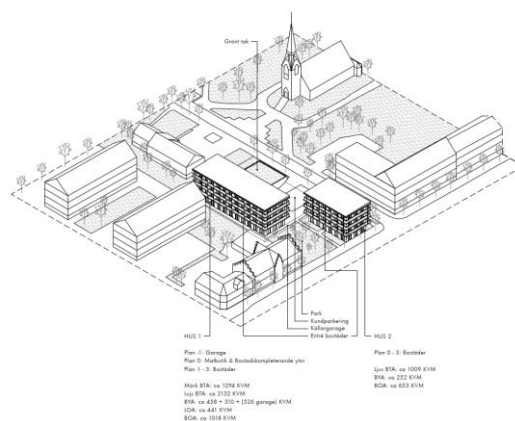 Grönt tak
Park
Kundparkering
Källargarage
Entré bostäder
HUS 1
Plan -1: Garage
Plan 0: Matbutik & Bostadskompleterande ytor
Plan 1 - 3: Bostäder
Mörk BTA: ca 1294 KVM
Ljus BTA: ca 2132 KVM
BYA: ca 458 + 310 + (526 garage) KVM
LOA: ca 441 KVM
BOA: ca 1018 KVM
HUS 2
Plan 0 - 3: Bostäder
Ljus BTA: ca 1009 KVM
BYA: ca 252 KVM
BOA: ca 653 KVM